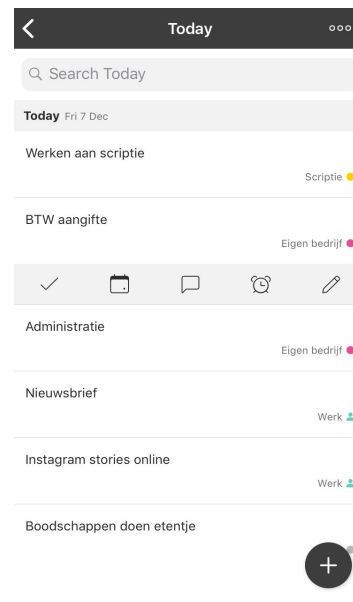 Today
Search Today
Today Fri 7 Dec
Werken aan scriptie
Scriptie
BTW aangifte
Eigen bedrijf
Administratie
Eigen bedrijf
Nieuwsbrief
Werk
Instagram stories online
Werk
Boodschappen doen etentje